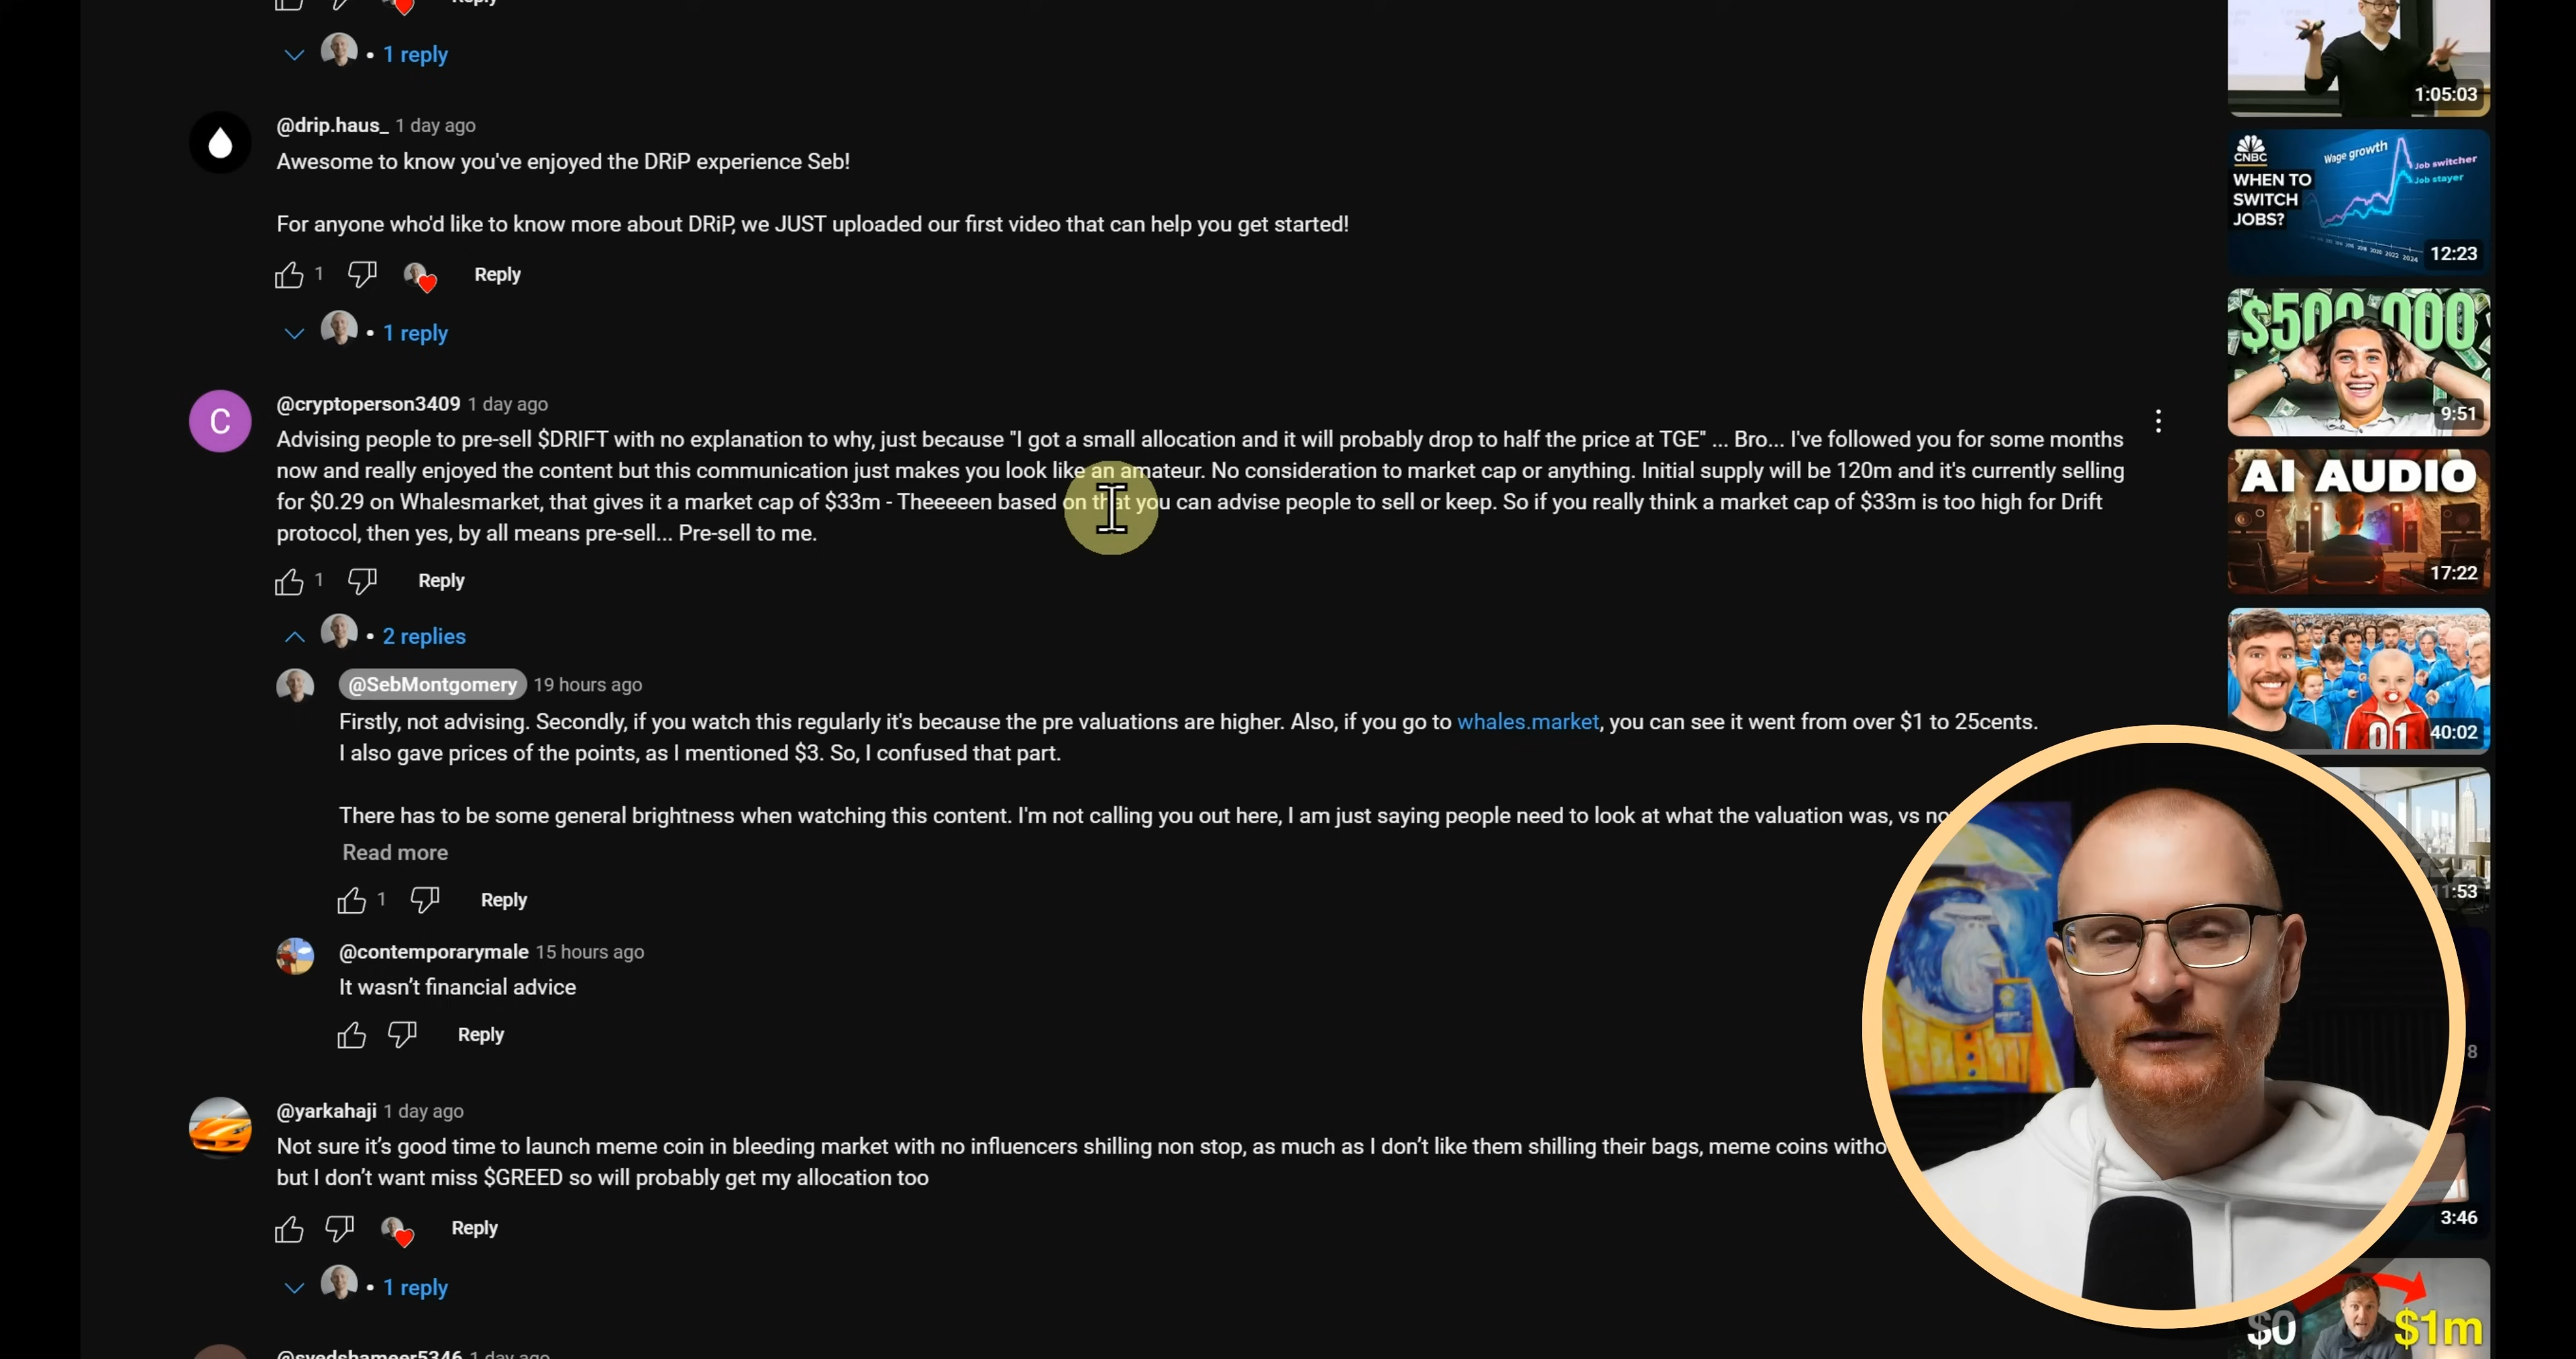 Reply
1 reply
@drip.haus_ 1 day ago
Awesome to know you've enjoyed the DRiP experience Seb!
For anyone who'd like to know more about DRiP, we JUST uploaded our first video that can help you get started!
1 Reply
1 reply
C
@cryptoperson3409 1 day ago
Advising people to pre-sell $DRIFT with no explanation to why, just because "I got a small allocation and it will probably drop to half the price at TGE" ... Bro... I've followed you for some months
now and really enjoyed the content but this communication just makes you look like an amateur. No consideration to market cap or anything. Initial supply will be 120m and it's currently selling
for $0.29 on Whalesmarket, that gives it a market cap of $33m - Theeeeen based on that you can advise people to sell or keep. So if you really think a market cap of $33m is too high for Drift
protocol, then yes, by all means pre-sell... Pre-sell to me.
1 Reply
2 replies
@SebMontgomery 19 hours ago
Firstly, not advising. Secondly, if you watch this regularly it's because the pre valuations are higher. Also, if you go to whales.market, you can see it went from over $1 to 25cents.
I also gave prices of the points, as I mentioned $3. So, I confused that part.
There has to be some general brightness when watching this content. I'm not calling you out here, I am just saying people need to look at what the valuation was, vs
Read more
1 Reply
@contemporarymale 15 hours ago
It wasn't financial advice
Reply
@yarkahaji 1 day ago
Not sure it's good time to launch meme coin in bleeding market with no influencers shilling non stop, as much as I don't like them shilling their bags, meme coins
but I don't want miss $GREED so will probably get my allocation too
Reply
1 reply
@syedshameer5346 1 day ago
1:05:03
CNBC
WHEN TO
SWITCH
JOBS?
Wage growth
Job switcher
Job stayer
12:23
$500,000
9:51
AI AUDIO
17:22
01
40:02
11:53
8
3:46
$0
$1m